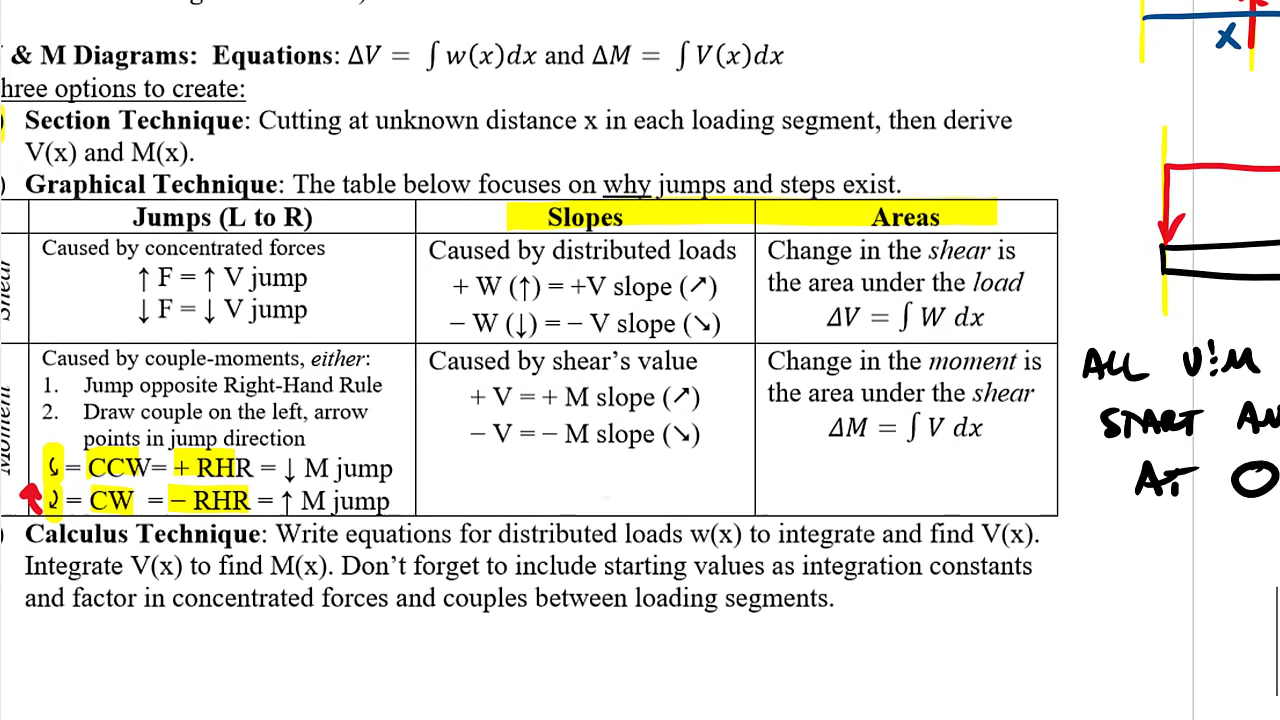 & M Diagrams: Equations: ΔV = ∫ w(x)dx and ΔM = ∫ V(x)dx
hree options to create:
) Section Technique: Cutting at unknown distance x in each loading segment, then derive
V(x) and M(x).
) Graphical Technique: The table below focuses on why jumps and steps exist.
Jumps (L to R) Slopes Areas
Shear
Caused by concentrated forces
↑ F = ↑ V jump
↓ F = ↓ V jump
Caused by distributed loads
+ W (↑) = +V slope (↗)
− W (↓) = − V slope (↘)
Change in the shear is
the area under the load
ΔV = ∫ W dx
Moment
Caused by couple-moments, either:
1. Jump opposite Right-Hand Rule
2. Draw couple on the left, arrow
points in jump direction
⤹ = CCW= + RHR = ↓ M jump
⤸ = CW = − RHR = ↑ M jump
Caused by shear's value
+ V = + M slope (↗)
− V = − M slope (↘)
Change in the moment is
the area under the shear
ΔM = ∫ V dx
) Calculus Technique: Write equations for distributed loads w(x) to integrate and find V(x).
Integrate V(x) to find M(x). Don't forget to include starting values as integration constants
and factor in concentrated forces and couples between loading segments.
X
ALL V!M
START AN
AT 0